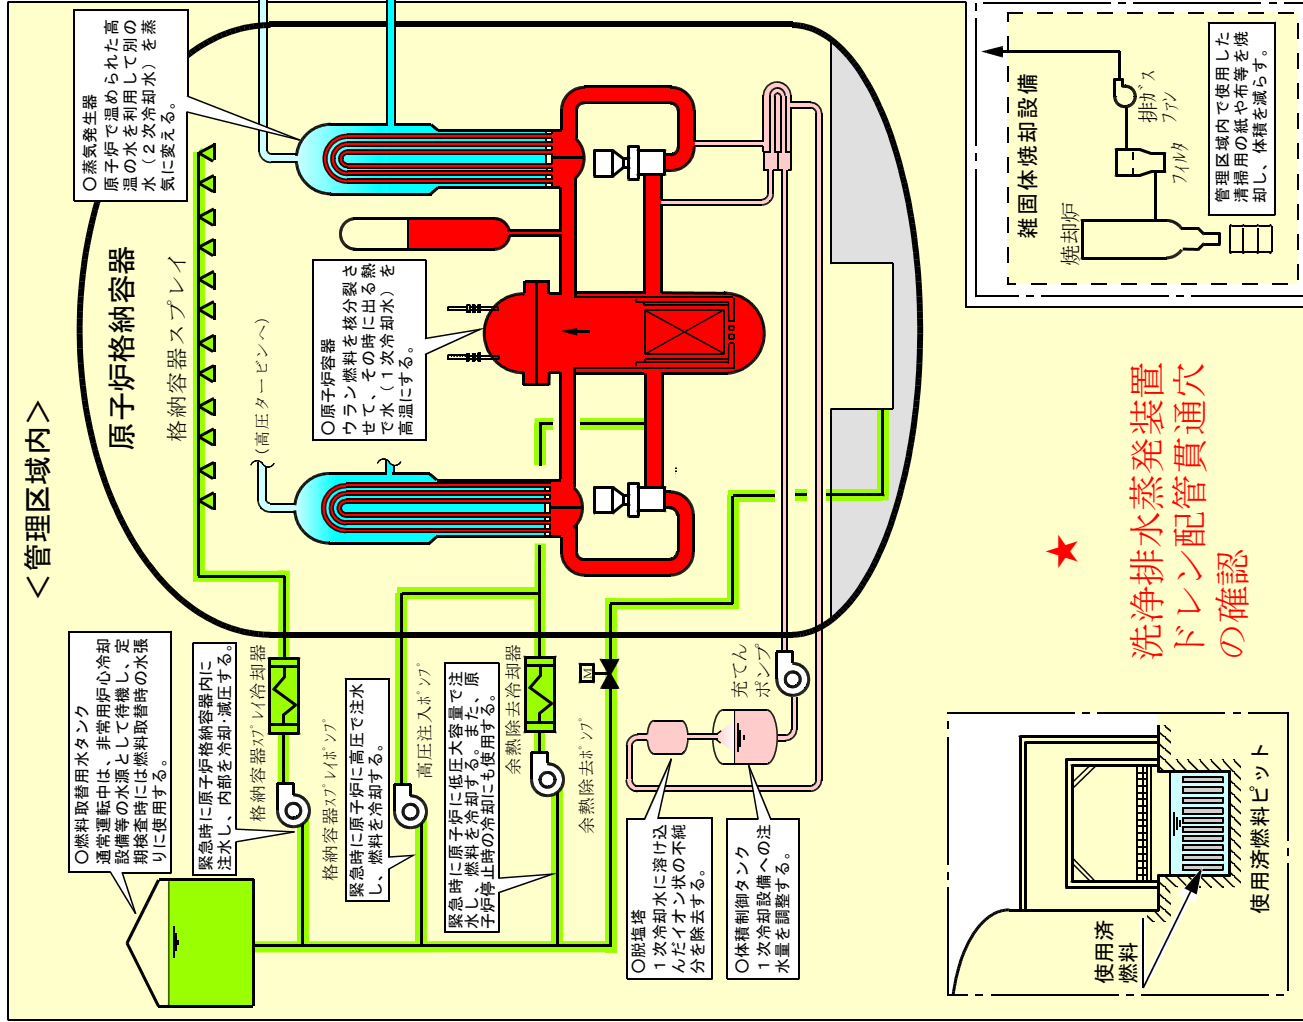 ＜管理区域内＞
原子炉格納容器
格納容器スプレイ
（高圧タービンへ）
〇蒸気発生器
原子炉で温められた高
温の水を利用して別の
水（２次冷却水）を蒸
気に変える。
〇原子炉容器
ウラン燃料を核分裂さ
せて、その時に出る熱
で水（１次冷却水）を
高温にする。
〇燃料取替用水タンク
通常運転中は、非常用炉心冷却
設備等の水源として待機し、定
期検査時には燃料取替時の水張
りに使用する。
緊急時に原子炉格納容器内に
注水し、内部を冷却･減圧する。
格納容器ｽﾌﾟﾚｲ冷却器
格納容器ｽﾌﾟﾚｲﾎﾟﾝﾌﾟ
緊急時に原子炉に高圧で注水
し、燃料を冷却する。
高圧注入ﾎﾟﾝﾌﾟ
緊急時に原子炉に低圧大容量で注
水し、燃料を冷却する。また、原
子炉停止時の冷却にも使用する。
余熱除去冷却器
余熱除去ﾎﾟﾝﾌﾟ
M
〇脱塩塔
１次冷却水に溶け込
んだイオン状の不純
分を除去する。
〇体積制御タンク
１次冷却設備への注
水量を調整する。
充てん
ポンプ
雑固体焼却設備
焼却炉
ﾌｨﾙﾀ
排ｶﾞｽ
ﾌｧﾝ
管理区域内で使用した
清掃用の紙や布等を焼
却し、体積を減らす。
★
洗浄排水蒸発装置
ドレン配管貫通穴
の確認
使用済
燃料
使用済燃料ピット